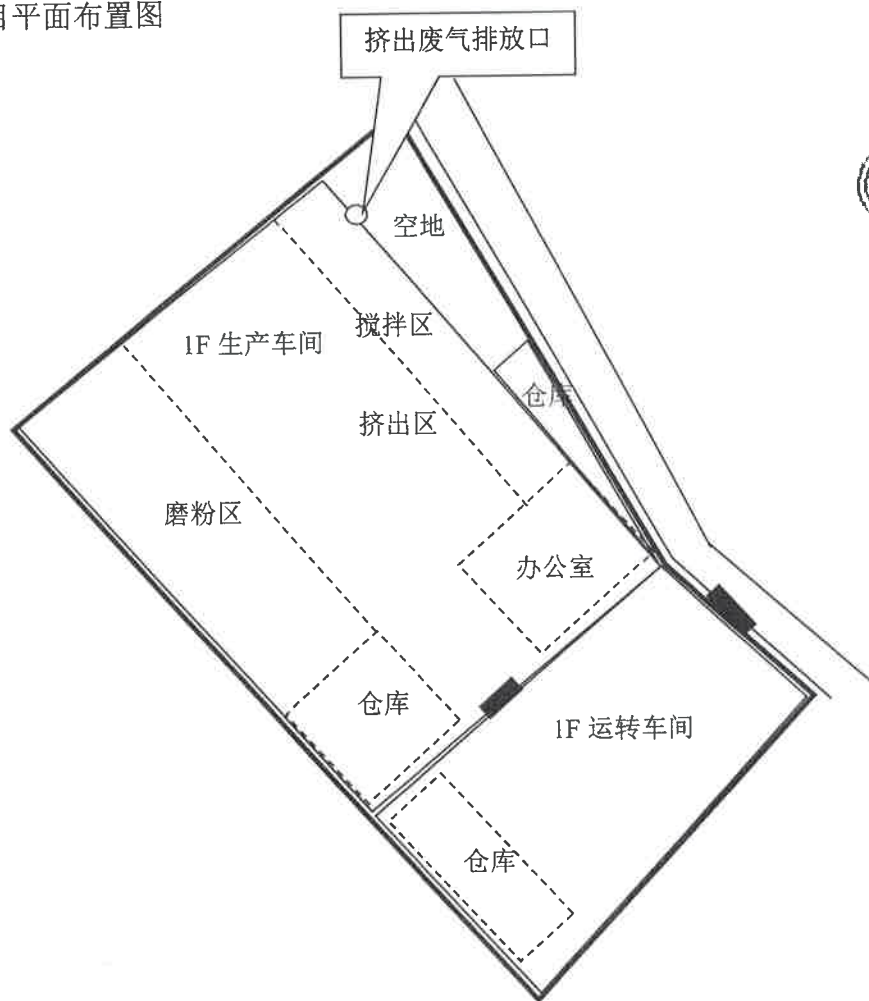 目平面布置图
挤出废气排放口
空地
搅拌区
1F 生产车间
仓库
挤出区
磨粉区
办公室
仓库
1F 运转车间
仓库